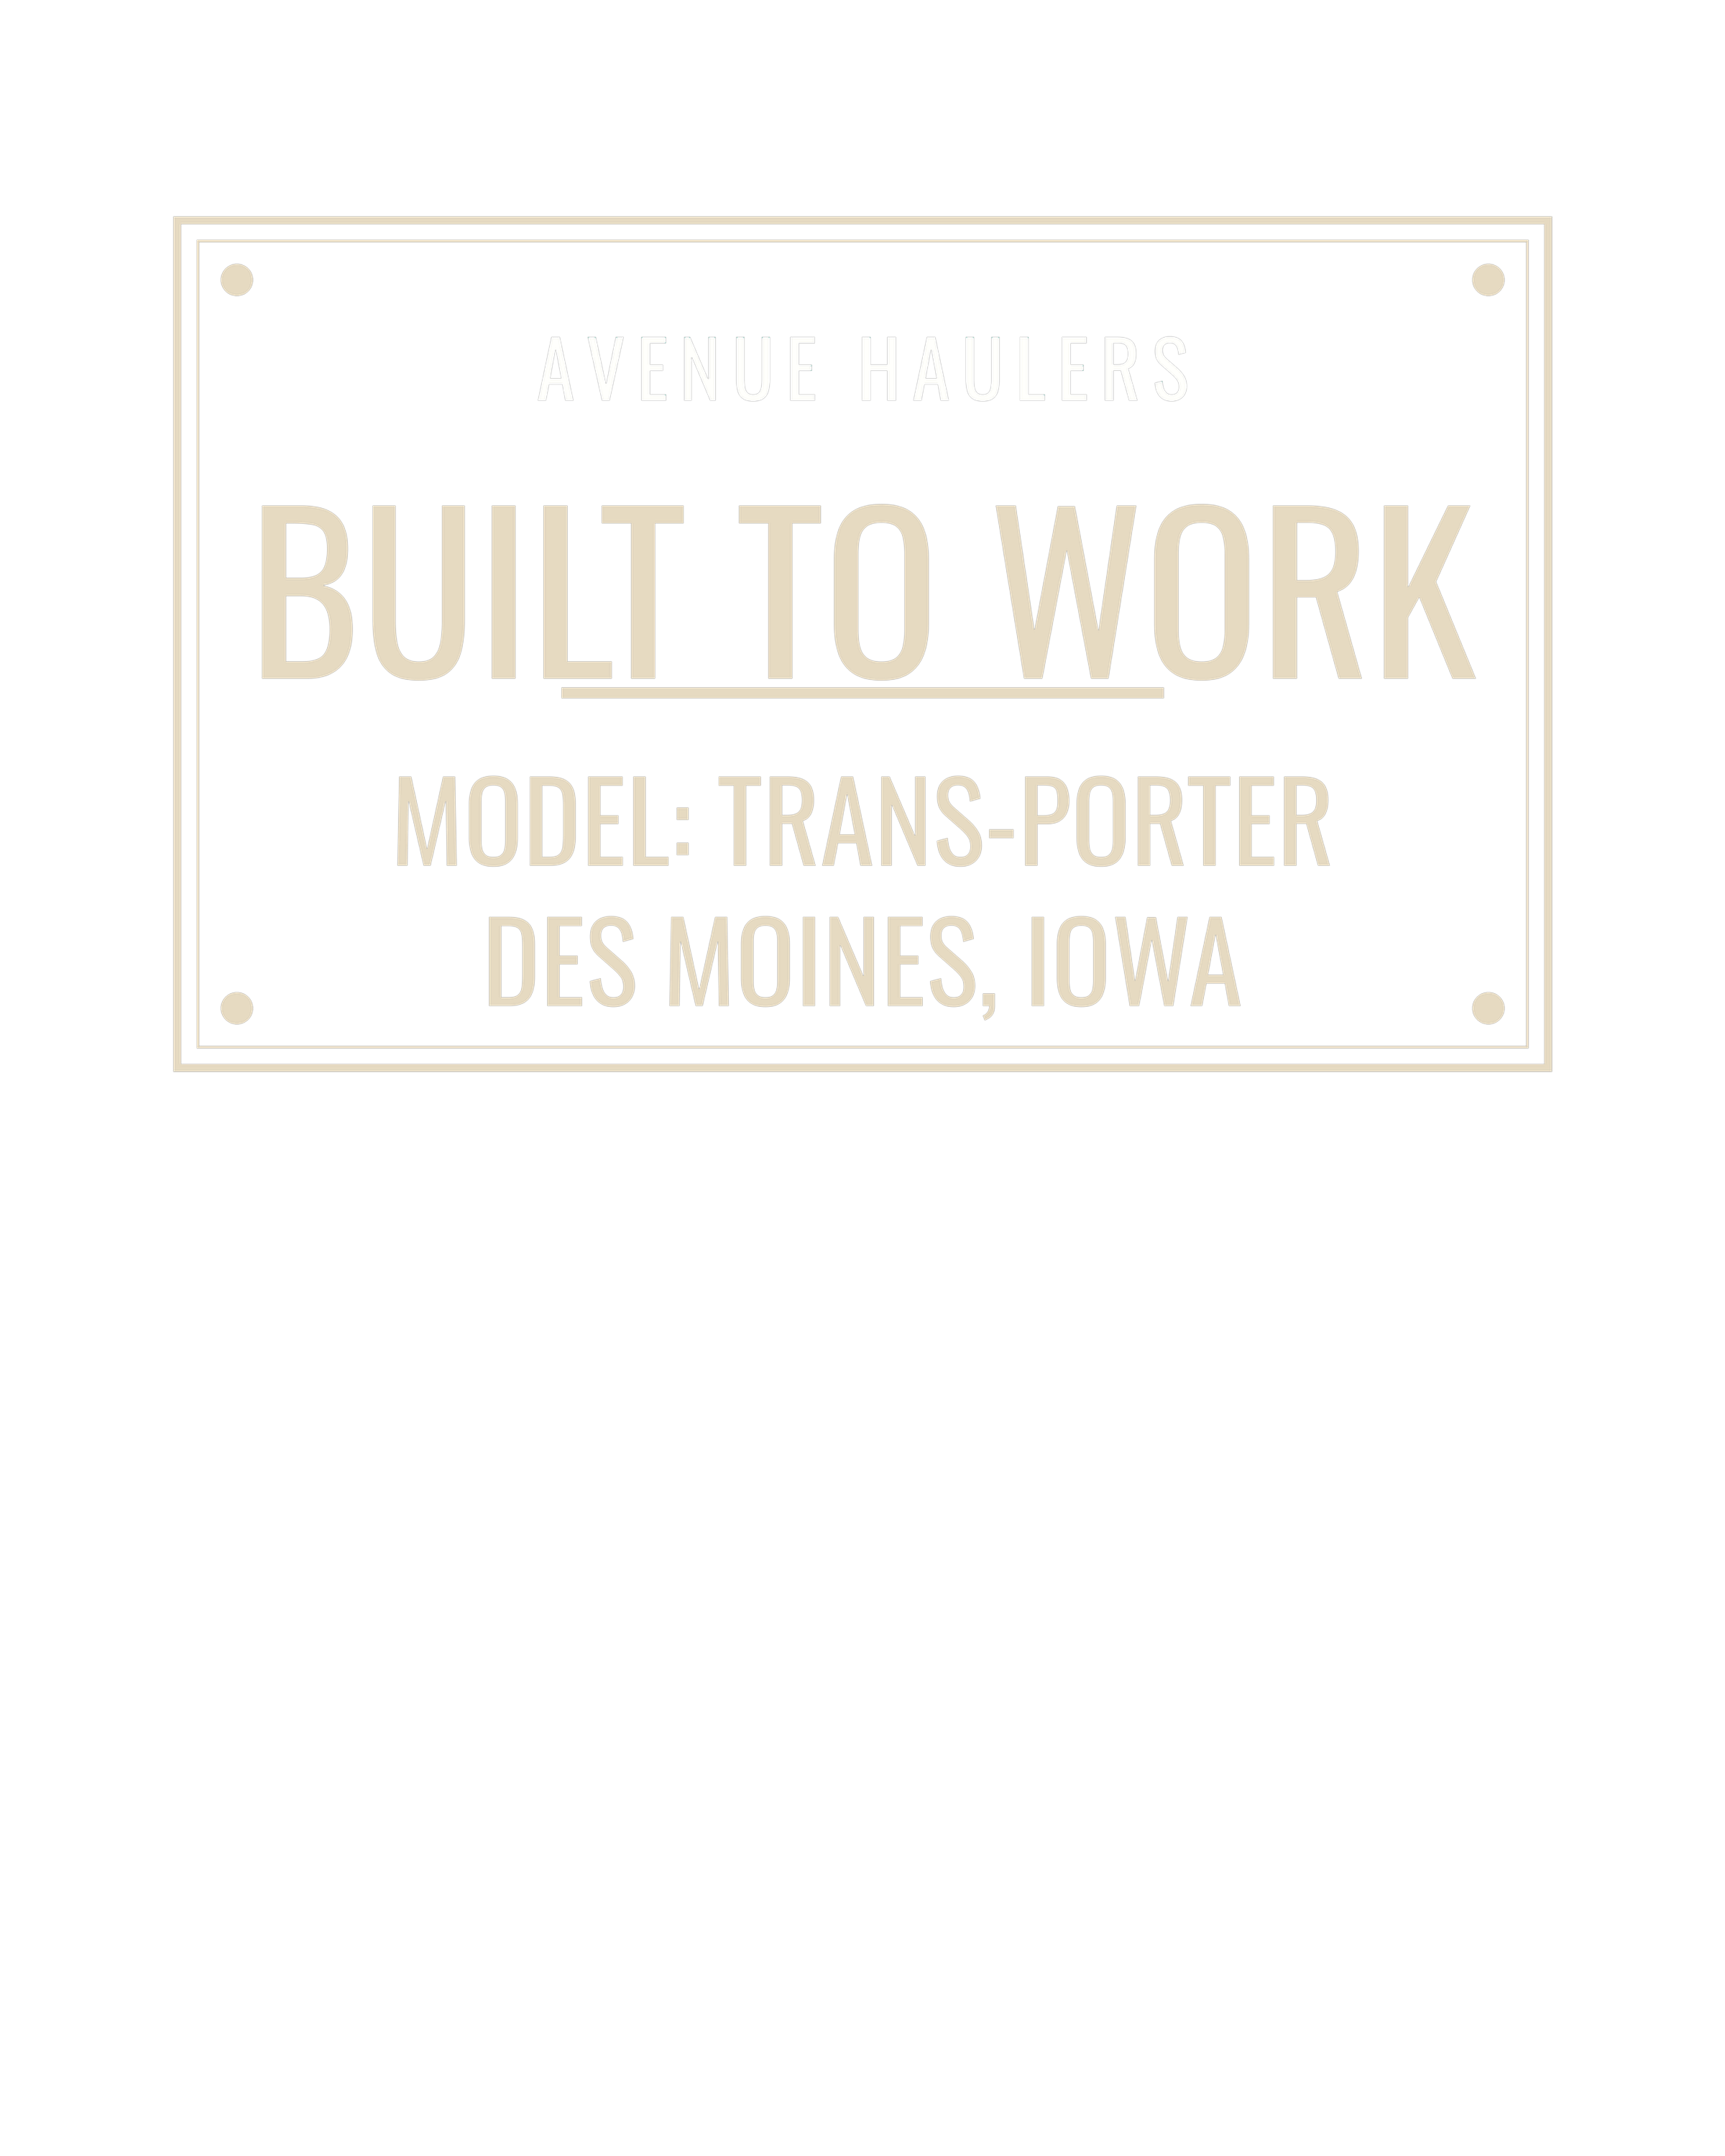 AVENUE HAULERS
BUILT TO WORK
MODEL: TRANS-PORTER
DES MOINES, IOWA